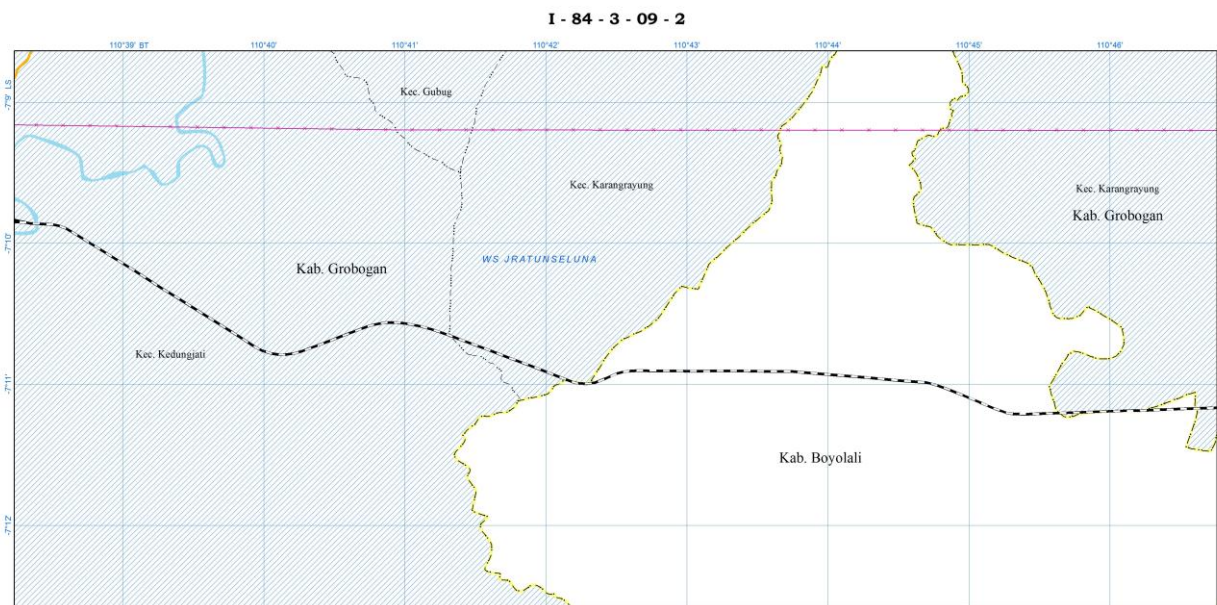 I - 84 - 3 - 09 - 2
110°39' BT
110°40'
110°41'
110°42'
110°43'
110°44'
110°45'
110°46'
-7°9' LS
Kec. Gubug
Kec. Karangrayung
Kec. Karangrayung
Kab. Grobogan
-7°10'
WS JRATUNSELUNA
Kab. Grobogan
Kec. Kedungjati
-7°11'
Kab. Boyolali
-7°12'